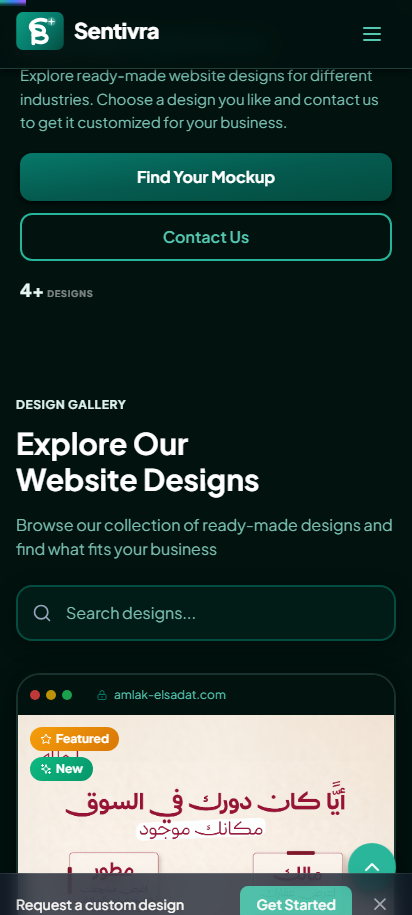 Sentivra
Explore ready-made website designs for different
industries. Choose a design you like and contact us
to get it customized for your business.
Find Your Mockup
Contact Us
4+ DESIGNS
DESIGN GALLERY
Explore Our
Website Designs
Browse our collection of ready-made designs and
find what fits your business
Search designs...
amlak-elsadat.com
Featured
New
أيًّا كان دورك في السوق
مكانك موجود
مالك
مطور
Request a custom design
Get Started